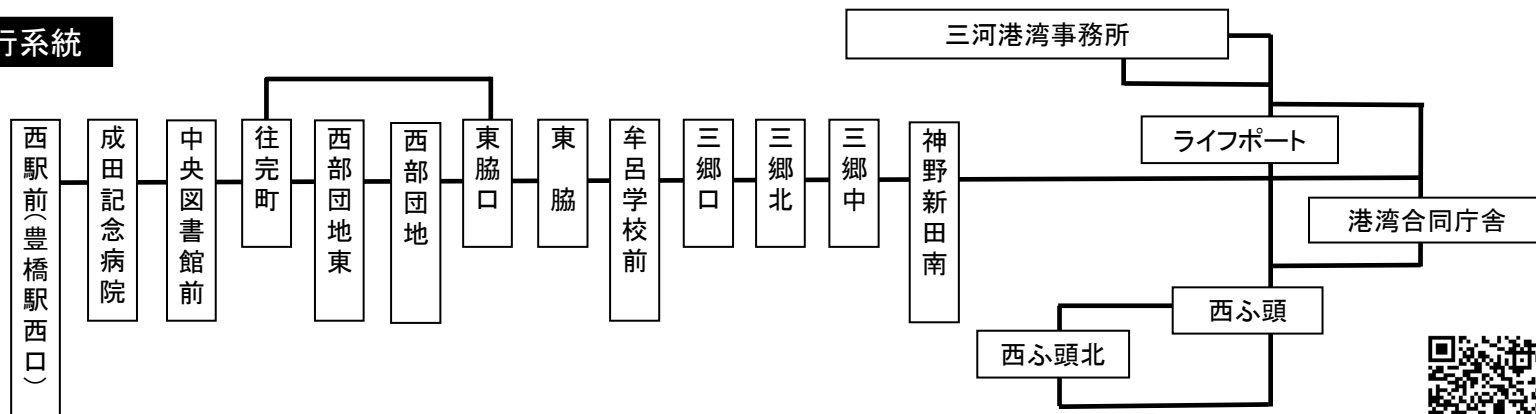 行系統
三河港湾事務所
西駅前(豊橋駅西口)
成田記念病院
中央図書館前
往完町
西部団地東
西部団地
東脇口
東 脇
牟呂学校前
三郷口
三郷北
三郷中
神野新田南
ライフポート
港湾合同庁舎
西ふ頭
西ふ頭北